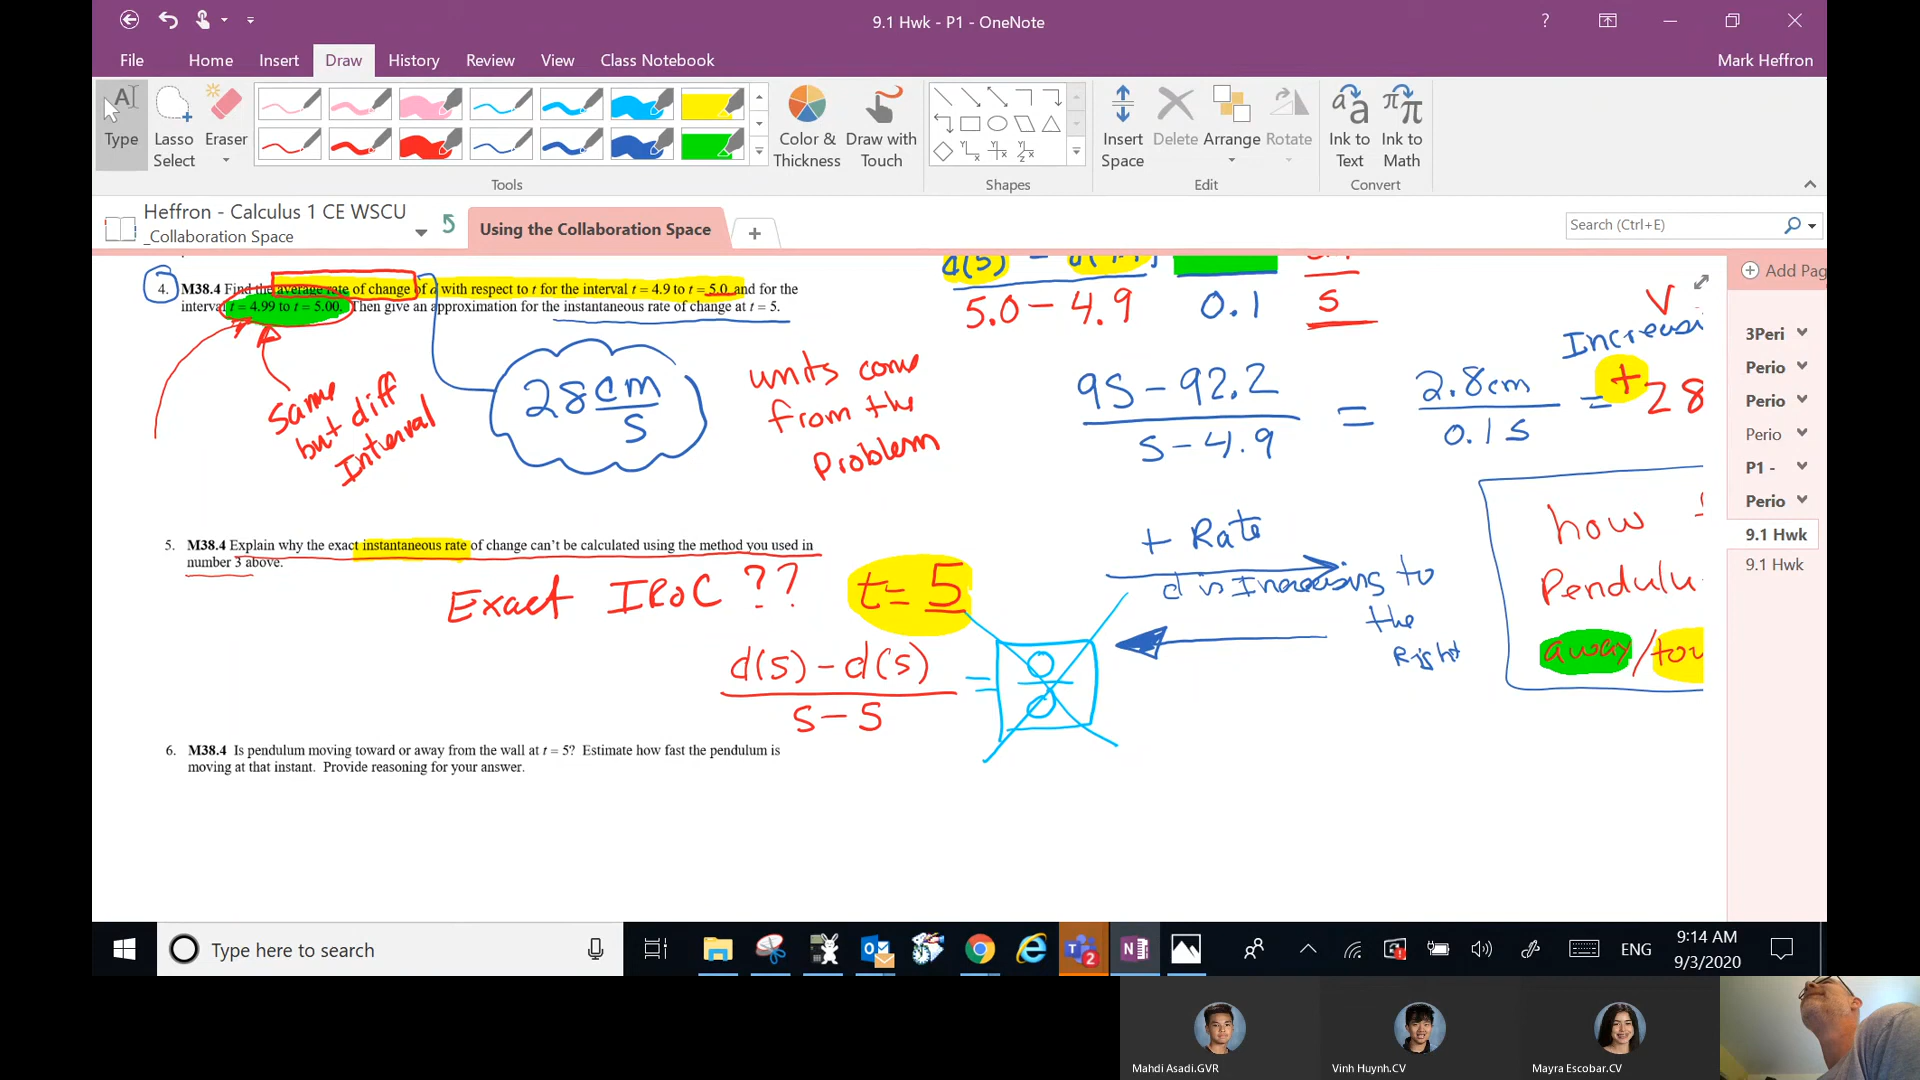 9.1 Hwk - P1 - OneNote
?
File Home Insert Draw History Review View Class Notebook
Mark Heffron
Type
Lasso Select
Eraser
Color & Thickness
Draw with Touch
Insert Space
Delete
Arrange
Rotate
Ink to Text
Ink to Math
Tools
Shapes
Edit
Convert
Heffron - Calculus 1 CE WSCU
_Collaboration Space
Using the Collaboration Space
Search (Ctrl+E)
Add Pag
3Peri
Perio
Perio
Perio
P1 -
Perio
9.1 Hwk
9.1 Hwk
4. M38.4 Find the average rate of change of d with respect to t for the interval t = 4.9 to t = 5.0 and for the
interval t = 4.99 to t = 5.00. Then give an approximation for the instantaneous rate of change at t = 5.
d(5)
5.0 - 4.9
0.1
s
V
Increasi
same
but diff
Interval
28 cm
s
units come
from the
Problem
95 - 92.2
5 - 4.9
=
2.8cm
0.1 s
= + 28
5. M38.4 Explain why the exact instantaneous rate of change can't be calculated using the method you used in
number 3 above.
Exact IRoC ??
t = 5
d(5) - d(5)
5 - 5
=
0
0
+ Rate
d is Increasing to
the
Right
how
Pendulu
away/tow
6. M38.4 Is pendulum moving toward or away from the wall at t = 5? Estimate how fast the pendulum is
moving at that instant. Provide reasoning for your answer.
Type here to search
2
ENG
9:14 AM
9/3/2020
Mahdi Asadi.GVR
Vinh Huynh.CV
Mayra Escobar.CV